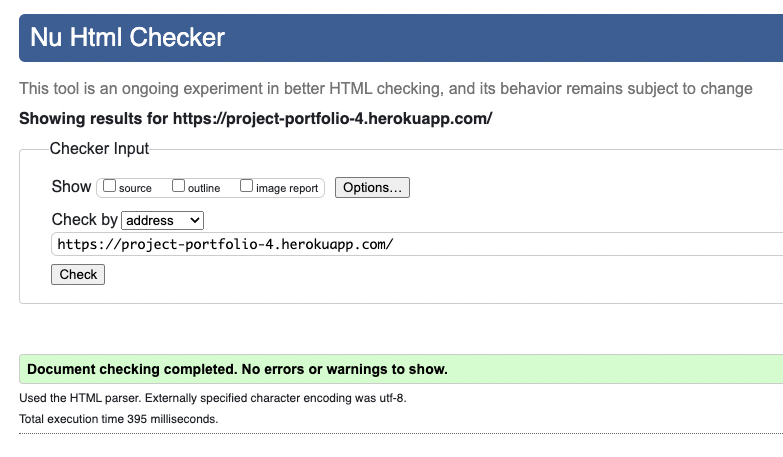 Nu Html Checker
This tool is an ongoing experiment in better HTML checking, and its behavior remains subject to change
Showing results for https://project-portfolio-4.herokuapp.com/
Checker Input
Show source outline image report Options...
Check by address
https://project-portfolio-4.herokuapp.com/
Check
Document checking completed. No errors or warnings to show.
Used the HTML parser. Externally specified character encoding was utf-8.
Total execution time 395 milliseconds.